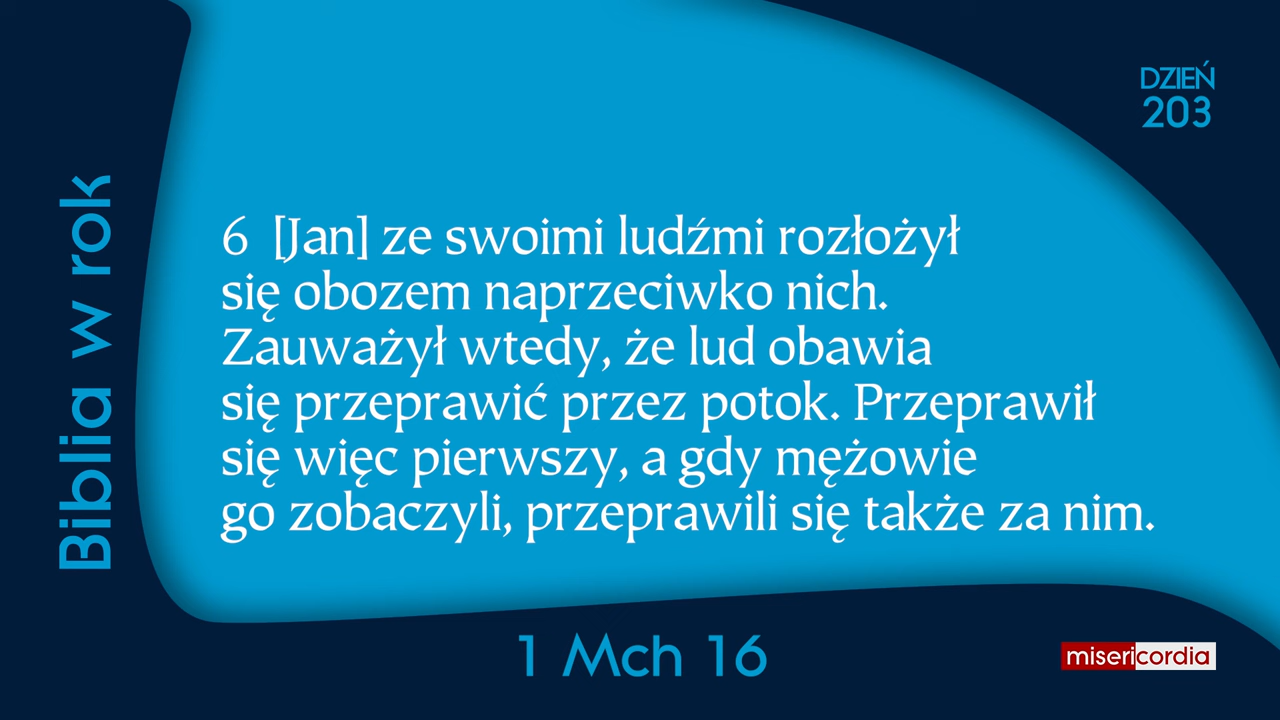 DZIEŃ
203
Biblia w rok
6 [Jan] ze swoimi ludźmi rozłożył
się obozem naprzeciwko nich.
Zauważył wtedy, że lud obawia
się przeprawić przez potok. Przeprawił
się więc pierwszy, a gdy mężowie
go zobaczyli, przeprawili się także za nim.
1 Mch 16
misericordia